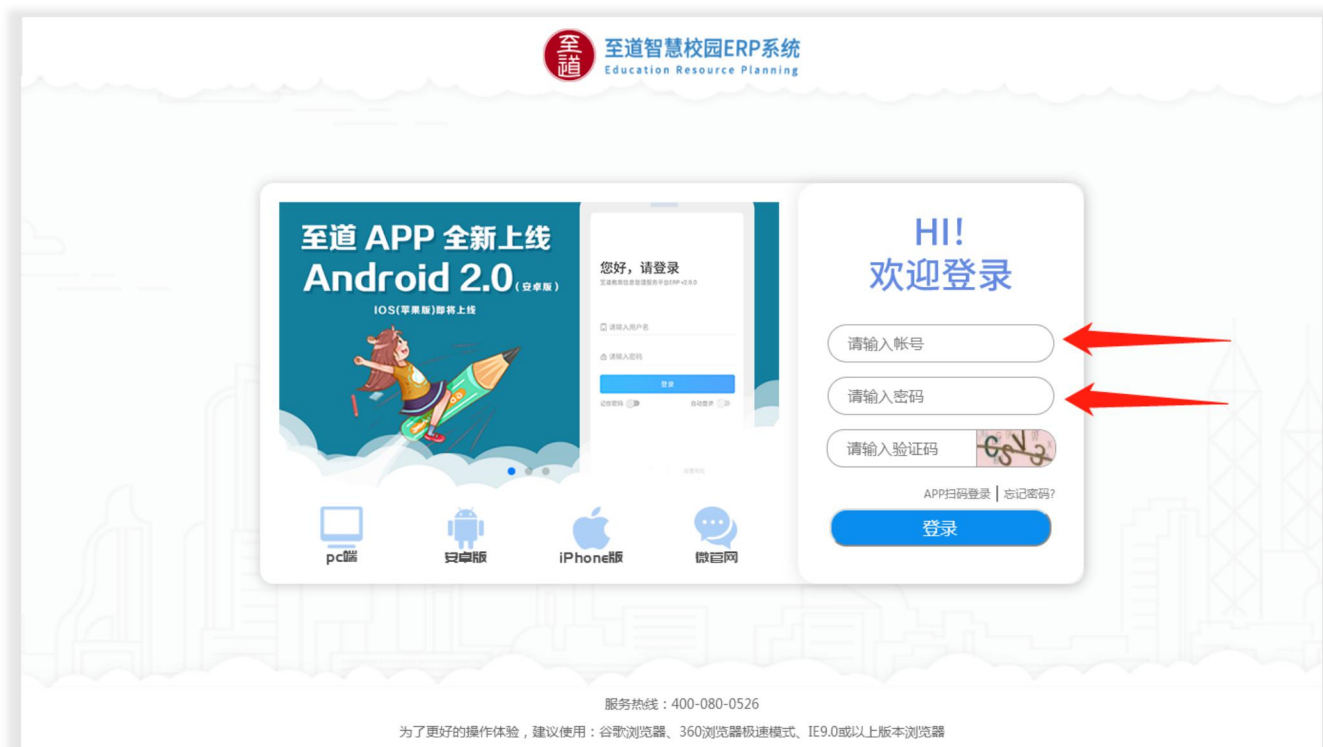 至道
至道智慧校园ERP系统
Education Resource Planning
至道 APP 全新上线
Android 2.0(安卓版)
IOS(苹果版)即将上线
您好，请登录
请输入用户名
请输入密码
登录
记住密码
自动登录
pc端
安卓版
iPhone版
微官网
HI!
欢迎登录
请输入帐号
请输入密码
请输入验证码
APP扫码登录 | 忘记密码?
登录
服务热线：400-080-0526
为了更好的操作体验，建议使用：谷歌浏览器、360浏览器极速模式、IE9.0或以上版本浏览器